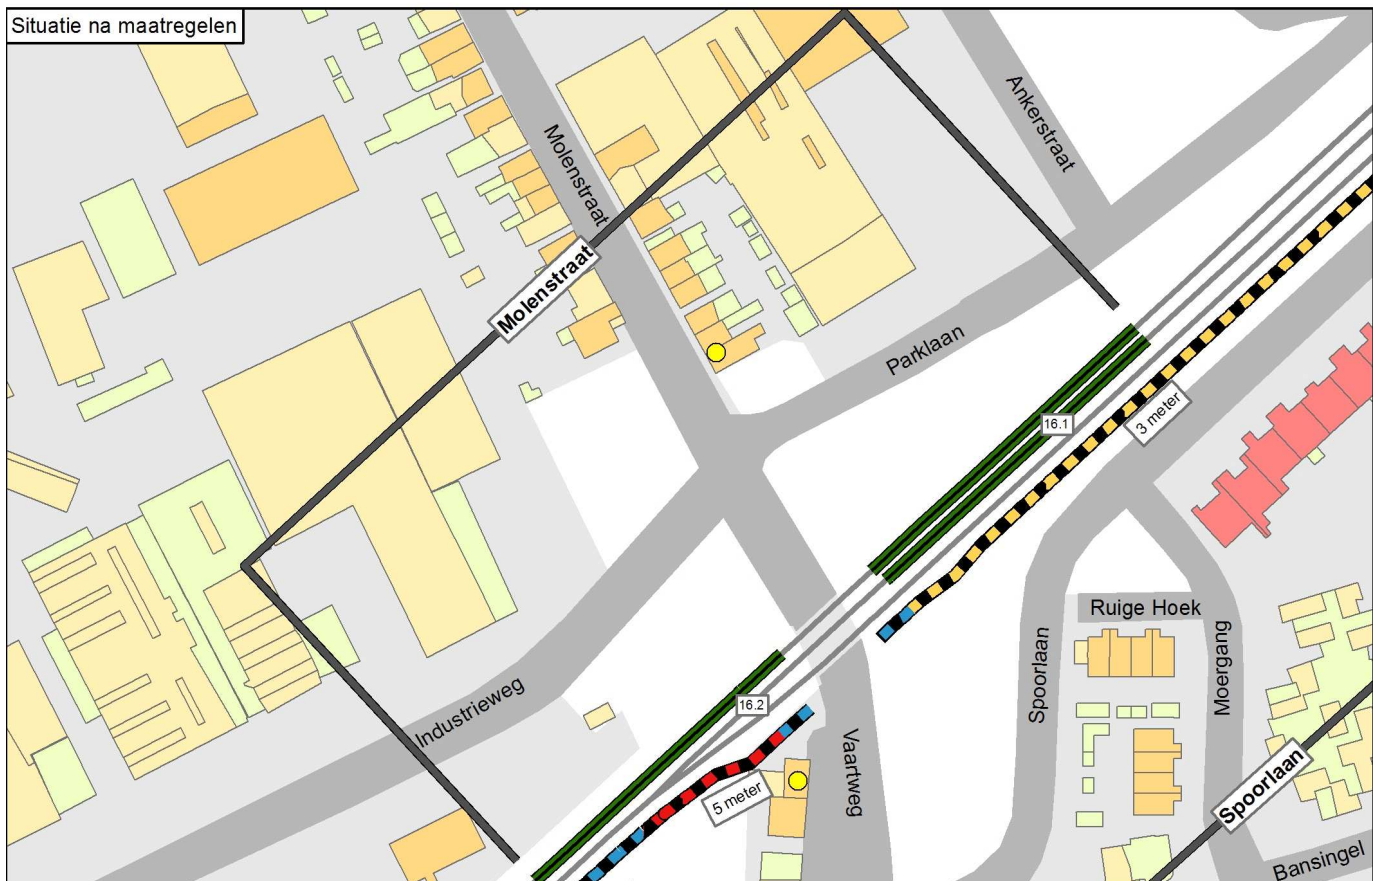 Situatie na maatregelen
Ankerstraat
Molenstraat
Molenstraat
Parklaan
16.1
3 meter
Ruige Hoek
Spoorlaan
Moergang
Industrieweg
16.2
Vaartweg
5 meter
Spoorlaan
Bansingel